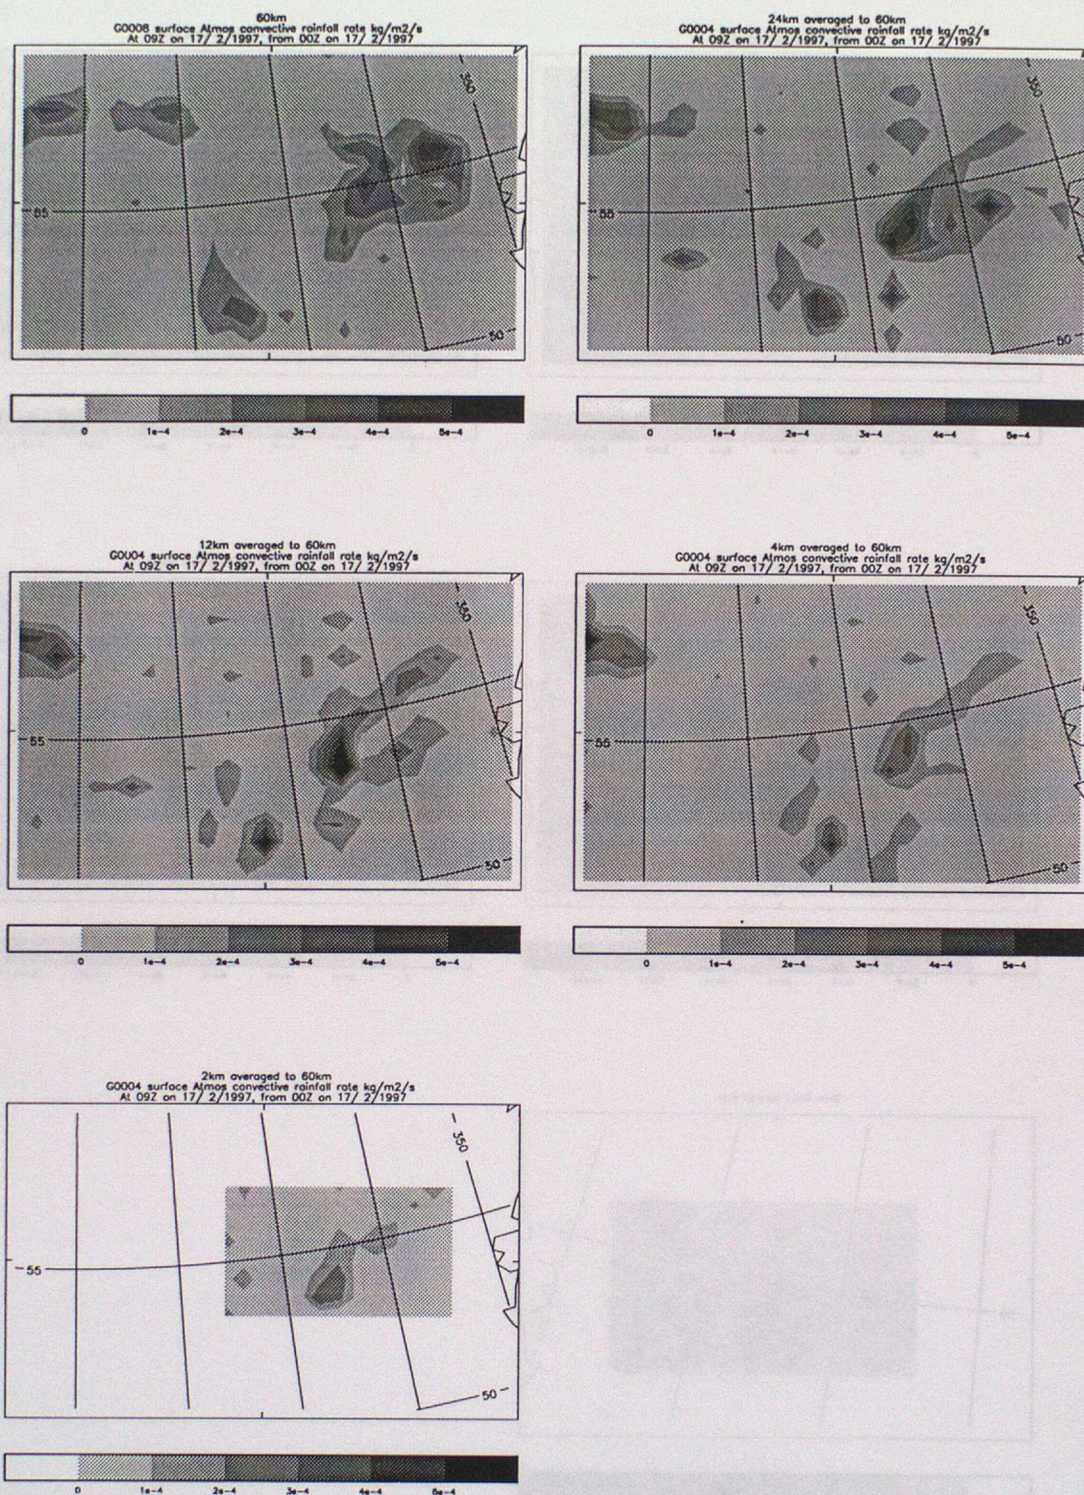 60km
G0006 surface Atmos convective rainfall rate kg/m2/s
At 09Z on 17/ 2/1997, from 00Z on 17/ 2/1997
350
55
50
0 1e-4 2e-4 3e-4 4e-4 5e-4
24km averaged to 60km
G0004 surface Atmos convective rainfall rate kg/m2/s
At 09Z on 17/ 2/1997, from 00Z on 17/ 2/1997
350
55
50
0 1e-4 2e-4 3e-4 4e-4 5e-4
12km averaged to 60km
G0004 surface Atmos convective rainfall rate kg/m2/s
At 09Z on 17/ 2/1997, from 00Z on 17/ 2/1997
350
55
50
0 1e-4 2e-4 3e-4 4e-4 5e-4
4km averaged to 60km
G0004 surface Atmos convective rainfall rate kg/m2/s
At 09Z on 17/ 2/1997, from 00Z on 17/ 2/1997
350
55
50
0 1e-4 2e-4 3e-4 4e-4 5e-4
2km averaged to 60km
G0004 surface Atmos convective rainfall rate kg/m2/s
At 09Z on 17/ 2/1997, from 00Z on 17/ 2/1997
350
55
50
0 1e-4 2e-4 3e-4 4e-4 5e-4